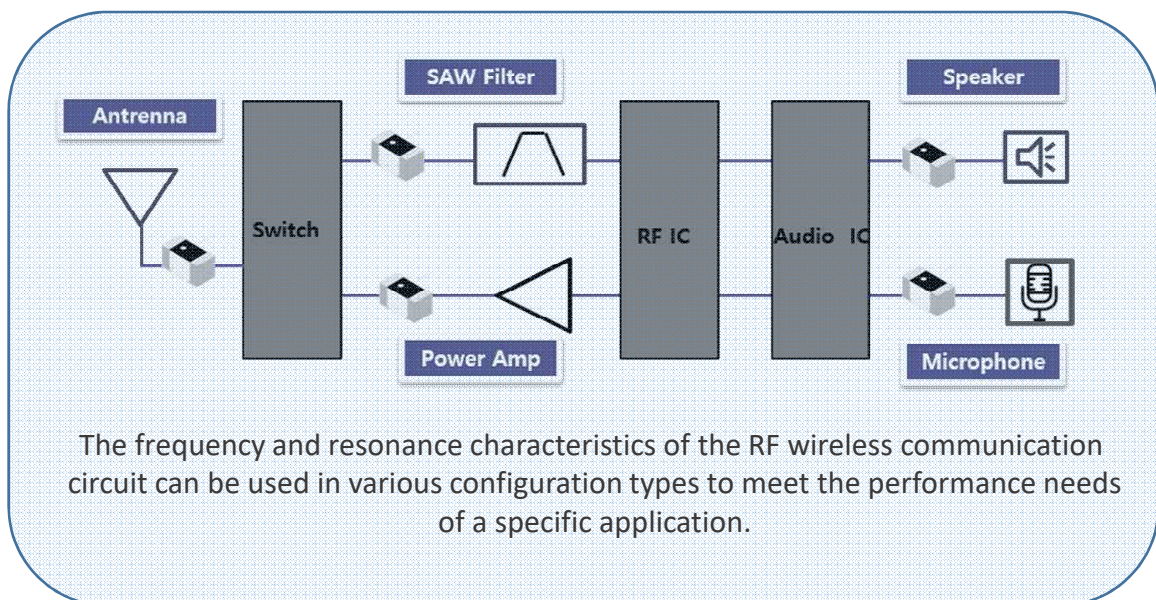 SAW Filter
Speaker
Antrenna
Switch
RF IC
Audio IC
Power Amp
Microphone
The frequency and resonance characteristics of the RF wireless communication
circuit can be used in various configuration types to meet the performance needs
of a specific application.